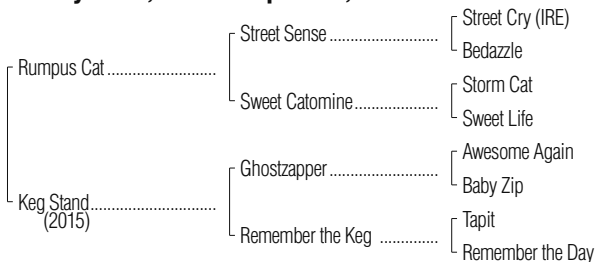 Street Cry (IRE)
Street Sense ........................
Bedazzle
Rumpus Cat ........................
Storm Cat
Sweet Catomine ..................
Sweet Life
Awesome Again
Ghostzapper ........................
Baby Zip
Keg Stand ............................
(2015)
Tapit
Remember the Keg ..............
Remember the Day